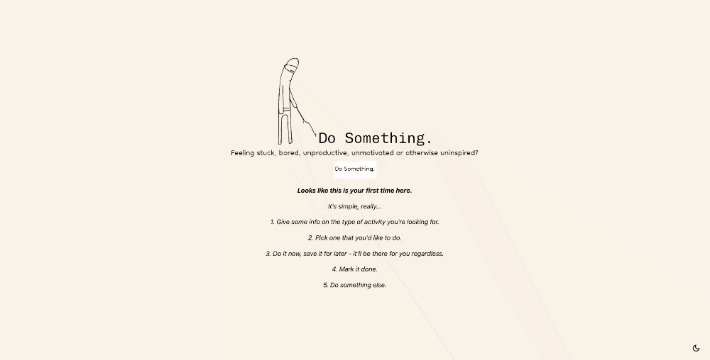 Do Something.
Feeling stuck, bored, unproductive, unmotivated or otherwise uninspired?
Do Something.
Looks like this is your first time here.
It's simple, really...
1. Give some info on the type of activity you're looking for.
2. Pick one that you'd like to do.
3. Do it now, save it for later - it'll be there for you regardless.
4. Mark it done.
5. Do something else.